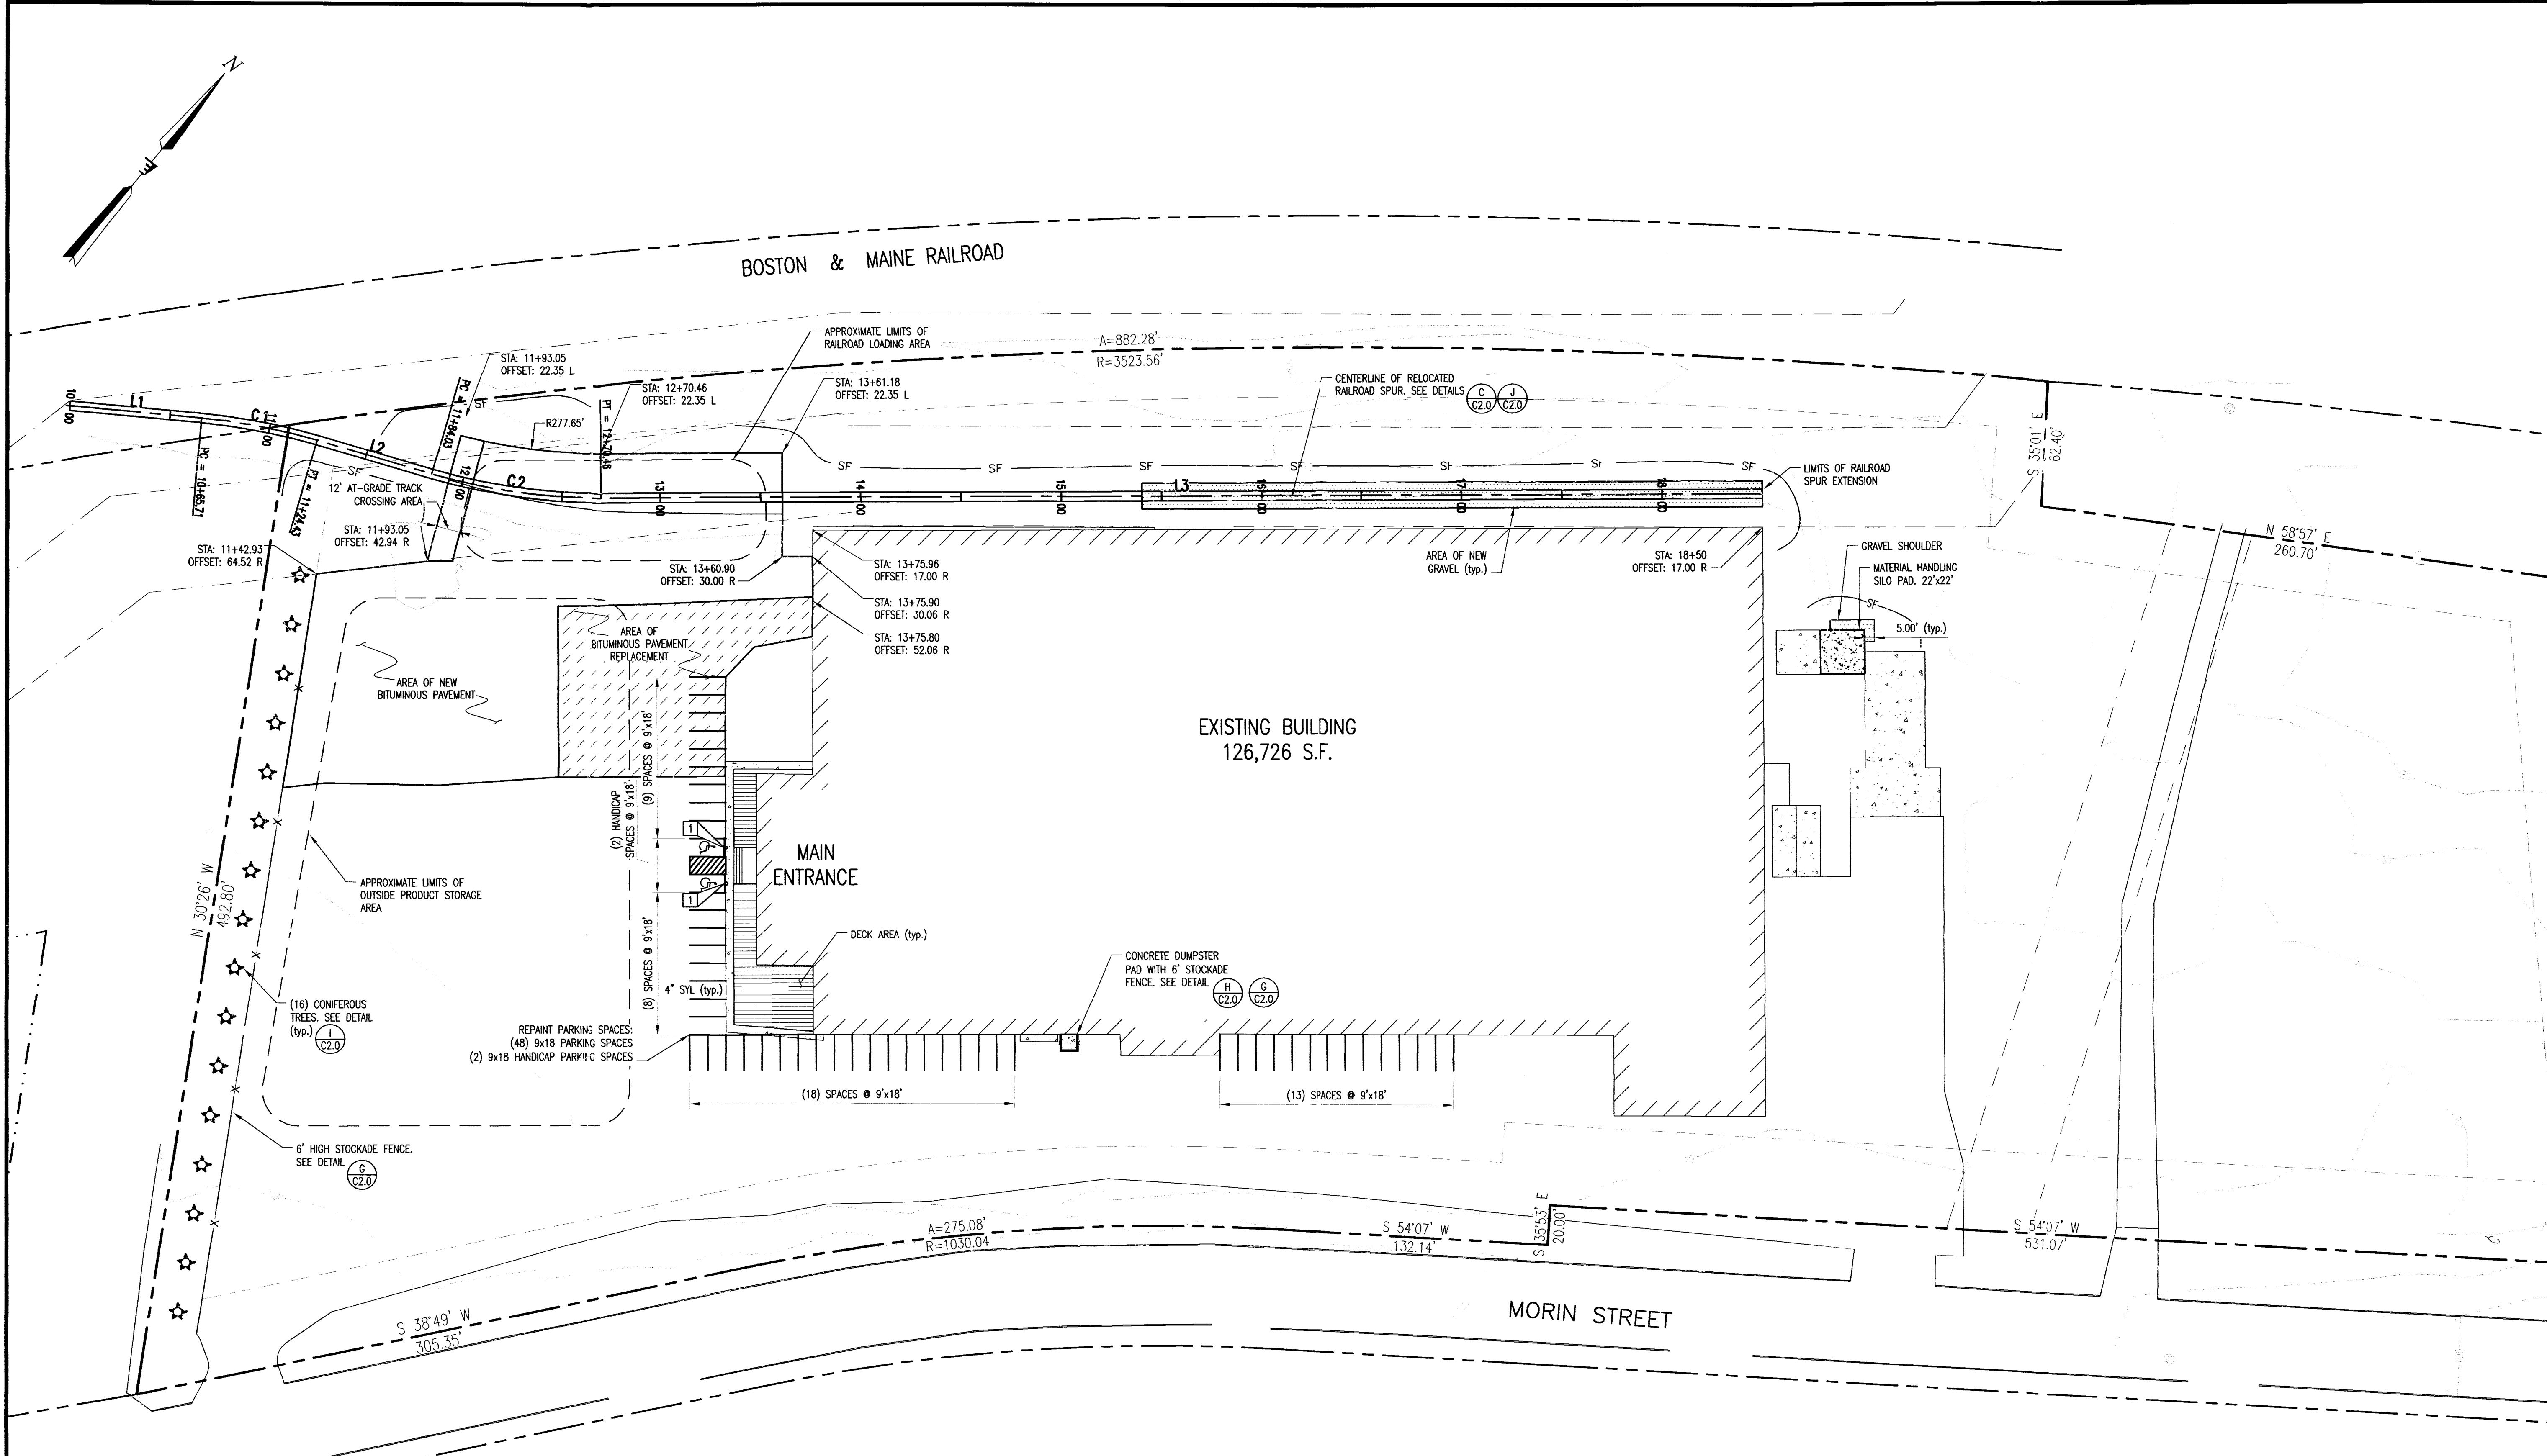 N
BOSTON & MAINE RAILROAD
A=882.28'
R=3523.56'
APPROXIMATE LIMITS OF
RAILROAD LOADING AREA
STA: 11+93.05
OFFSET: 22.35 L
STA: 12+70.46
OFFSET: 22.35 L
STA: 13+61.18
OFFSET: 22.35 L
CENTERLINE OF RELOCATED
RAILROAD SPUR. SEE DETAILS
C
C2.0
J
C2.0
R277.65'
10+00
L1
C1
11+00
L2
PC = 10+65.71
PT = 11+24.43
PC = 11+84.03
12+00
C2
PT = 12+70.46
13+00
14+00
15+00
L3
16+00
17+00
18+00
SF
SF
SF
SF
SF
SF
SF
SF
LIMITS OF RAILROAD
SPUR EXTENSION
S 35°01' E
62.40'
N 58°57' E
260.70'
12' AT-GRADE TRACK
CROSSING AREA
STA: 11+93.05
OFFSET: 42.94 R
STA: 11+42.93
OFFSET: 64.52 R
STA: 13+60.90
OFFSET: 30.00 R
STA: 13+75.96
OFFSET: 17.00 R
STA: 13+75.90
OFFSET: 30.06 R
STA: 13+75.80
OFFSET: 52.06 R
AREA OF NEW
GRAVEL (typ.)
STA: 18+50
OFFSET: 17.00 R
GRAVEL SHOULDER
MATERIAL HANDLING
SILO PAD. 22'x22'
SF
5.00' (typ.)
AREA OF
BITUMINOUS PAVEMENT
REPLACEMENT
AREA OF NEW
BITUMINOUS PAVEMENT
EXISTING BUILDING
126,726 S.F.
(9) SPACES @ 9'x18'
(2) HANDICAP
SPACES @ 9'x18'
(8) SPACES @ 9'x18'
1
1
MAIN
ENTRANCE
APPROXIMATE LIMITS OF
OUTSIDE PRODUCT STORAGE
AREA
N 30°26' W
492.80'
DECK AREA (typ.)
4" SYL (typ.)
CONCRETE DUMPSTER
PAD WITH 6' STOCKADE
FENCE. SEE DETAIL
H
C2.0
G
C2.0
(16) CONIFEROUS
TREES. SEE DETAIL
(typ.)
I
C2.0
REPAINT PARKING SPACES:
(48) 9x18 PARKING SPACES
(2) 9x18 HANDICAP PARKING SPACES
(18) SPACES @ 9'x18'
(13) SPACES @ 9'x18'
6' HIGH STOCKADE FENCE.
SEE DETAIL
G
C2.0
A=275.08'
R=1030.04
S 54°07' W
132.14'
S 35°53' E
20.00'
S 54°07' W
531.07'
S 38°49' W
305.35'
MORIN STREET